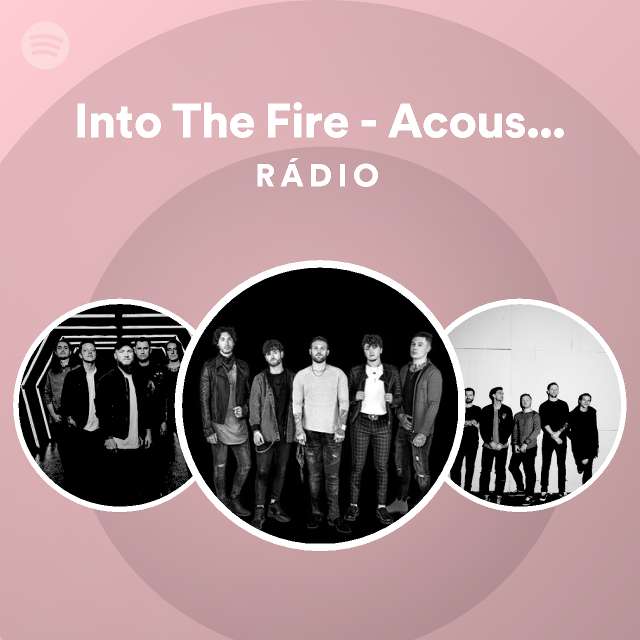 Into The Fire - Acous...
RÁDIO